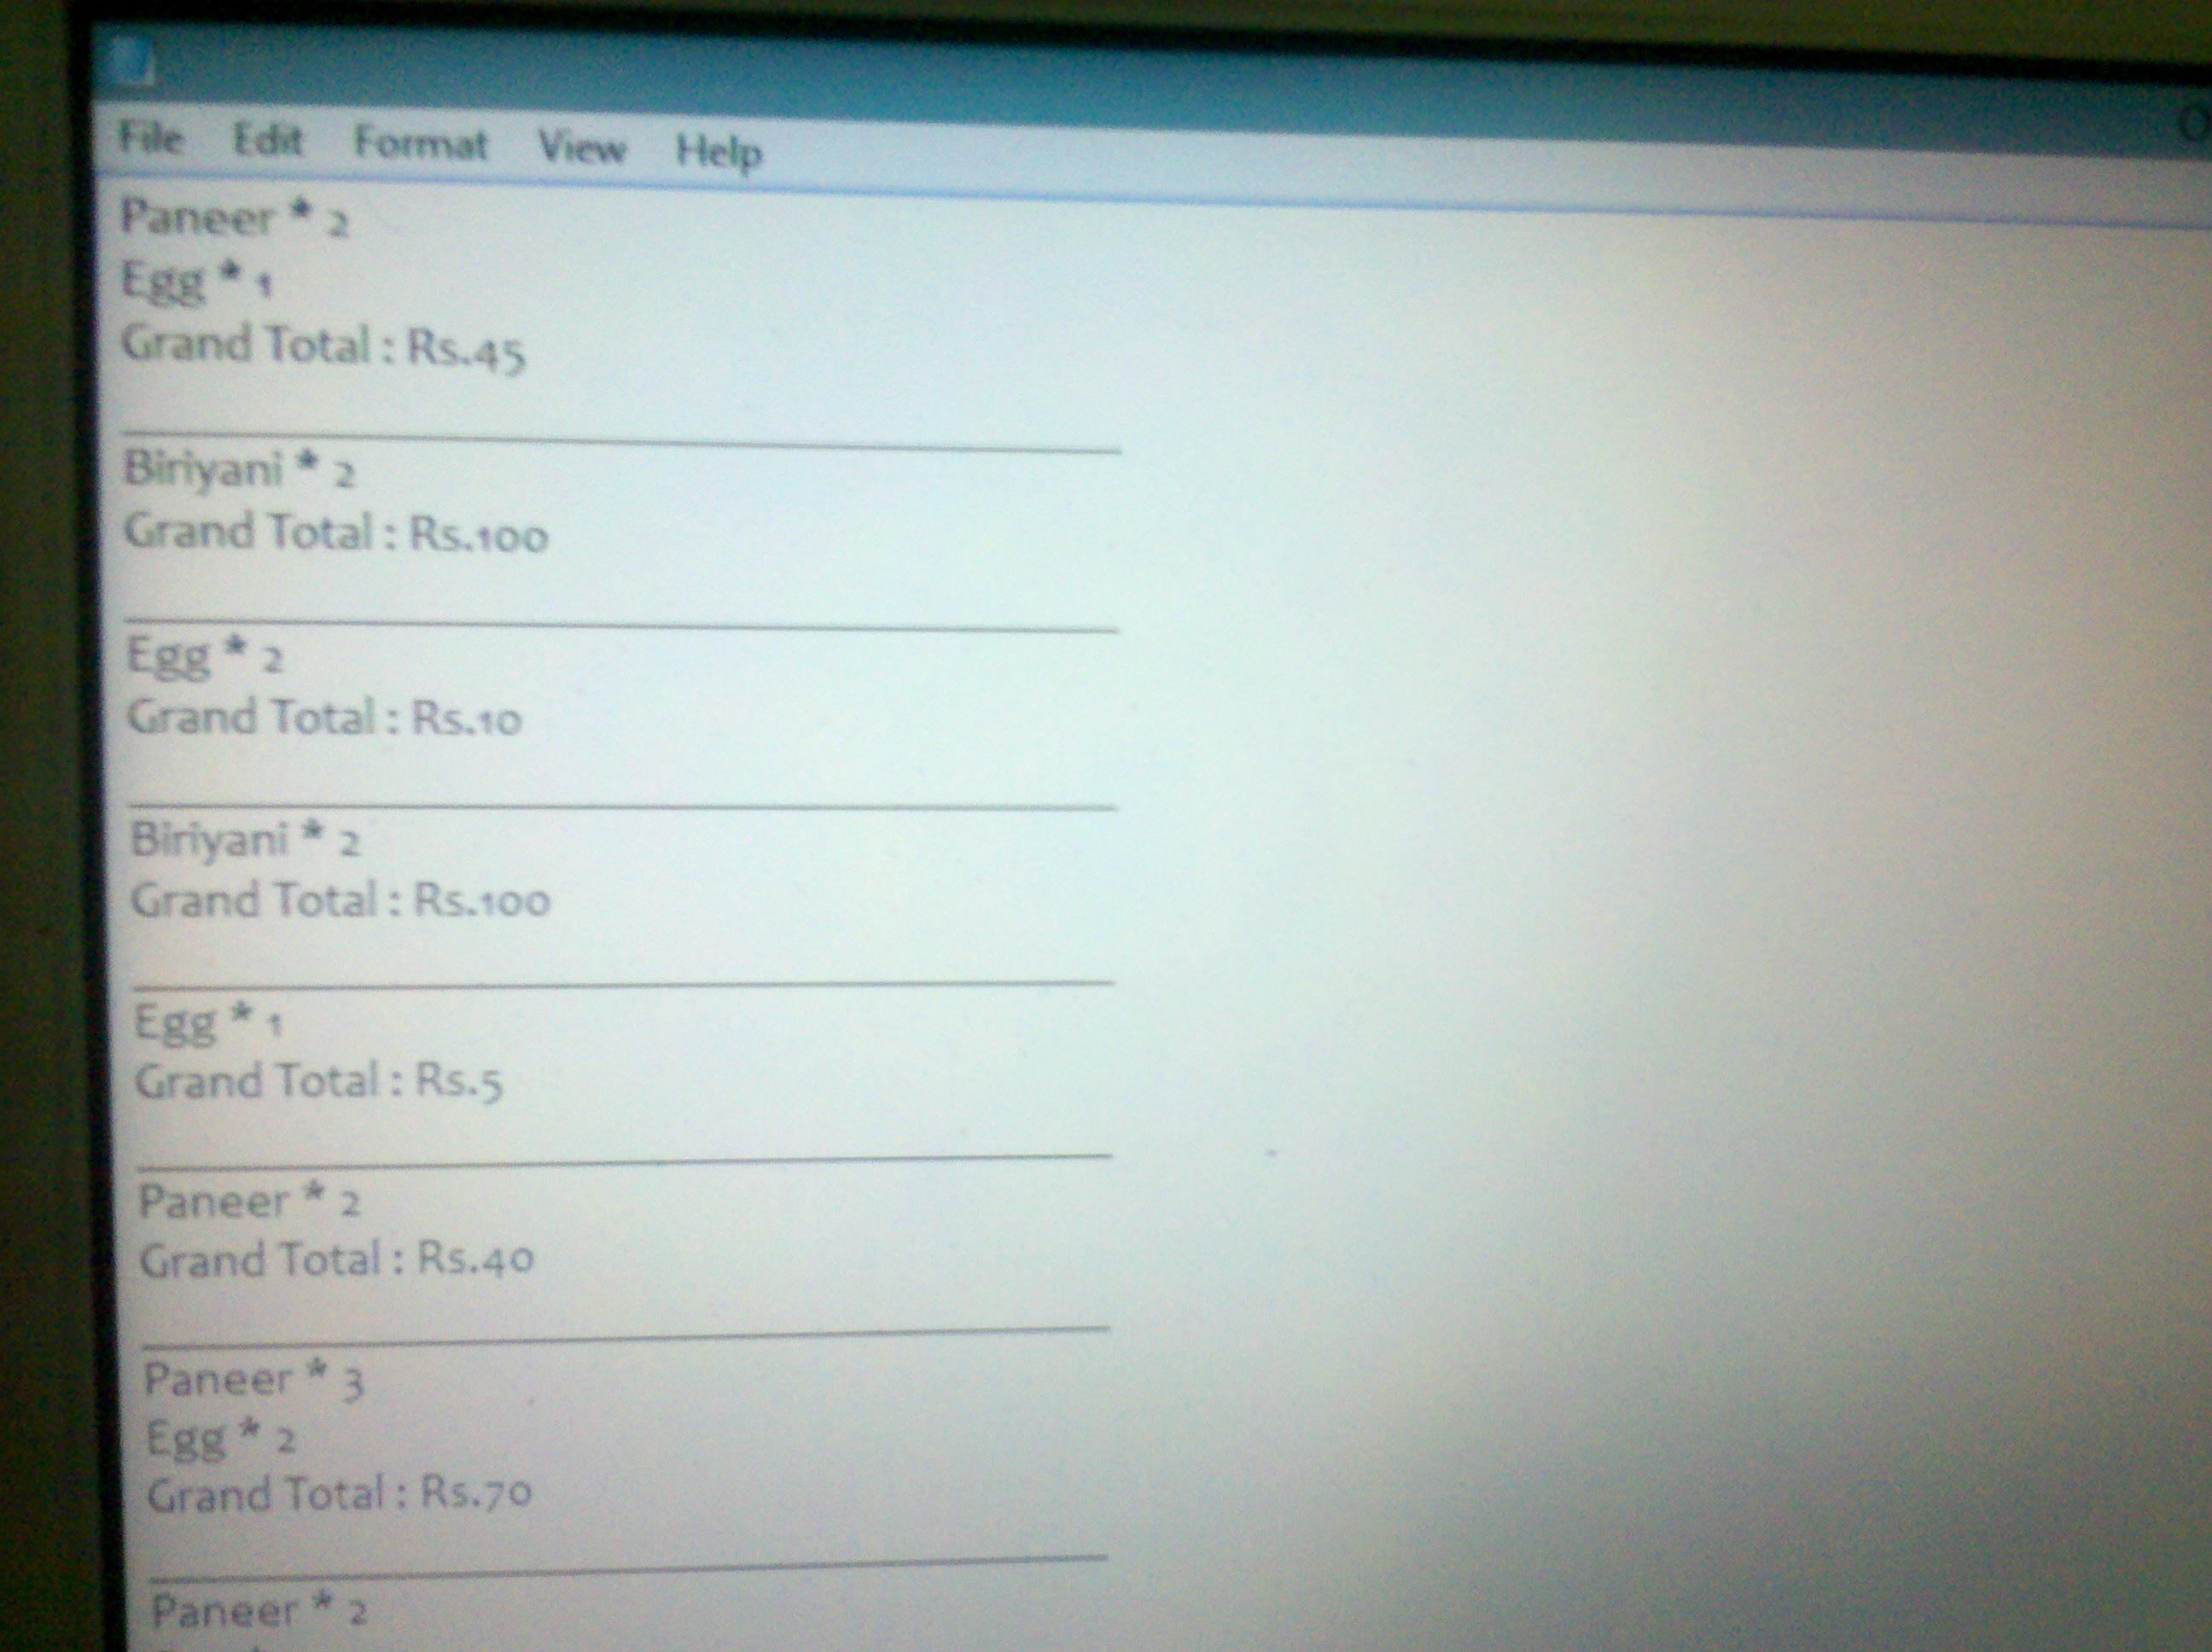 File Edit Format View Help
Paneer * 2
Egg * 1
Grand Total : Rs.45
Biriyani * 2
Grand Total : Rs.100
Egg * 2
Grand Total : Rs.10
Biriyani * 2
Grand Total : Rs.100
Egg * 1
Grand Total : Rs.5
Paneer * 2
Grand Total : Rs.40
Paneer * 3
Egg * 2
Grand Total : Rs.70
Paneer * 2